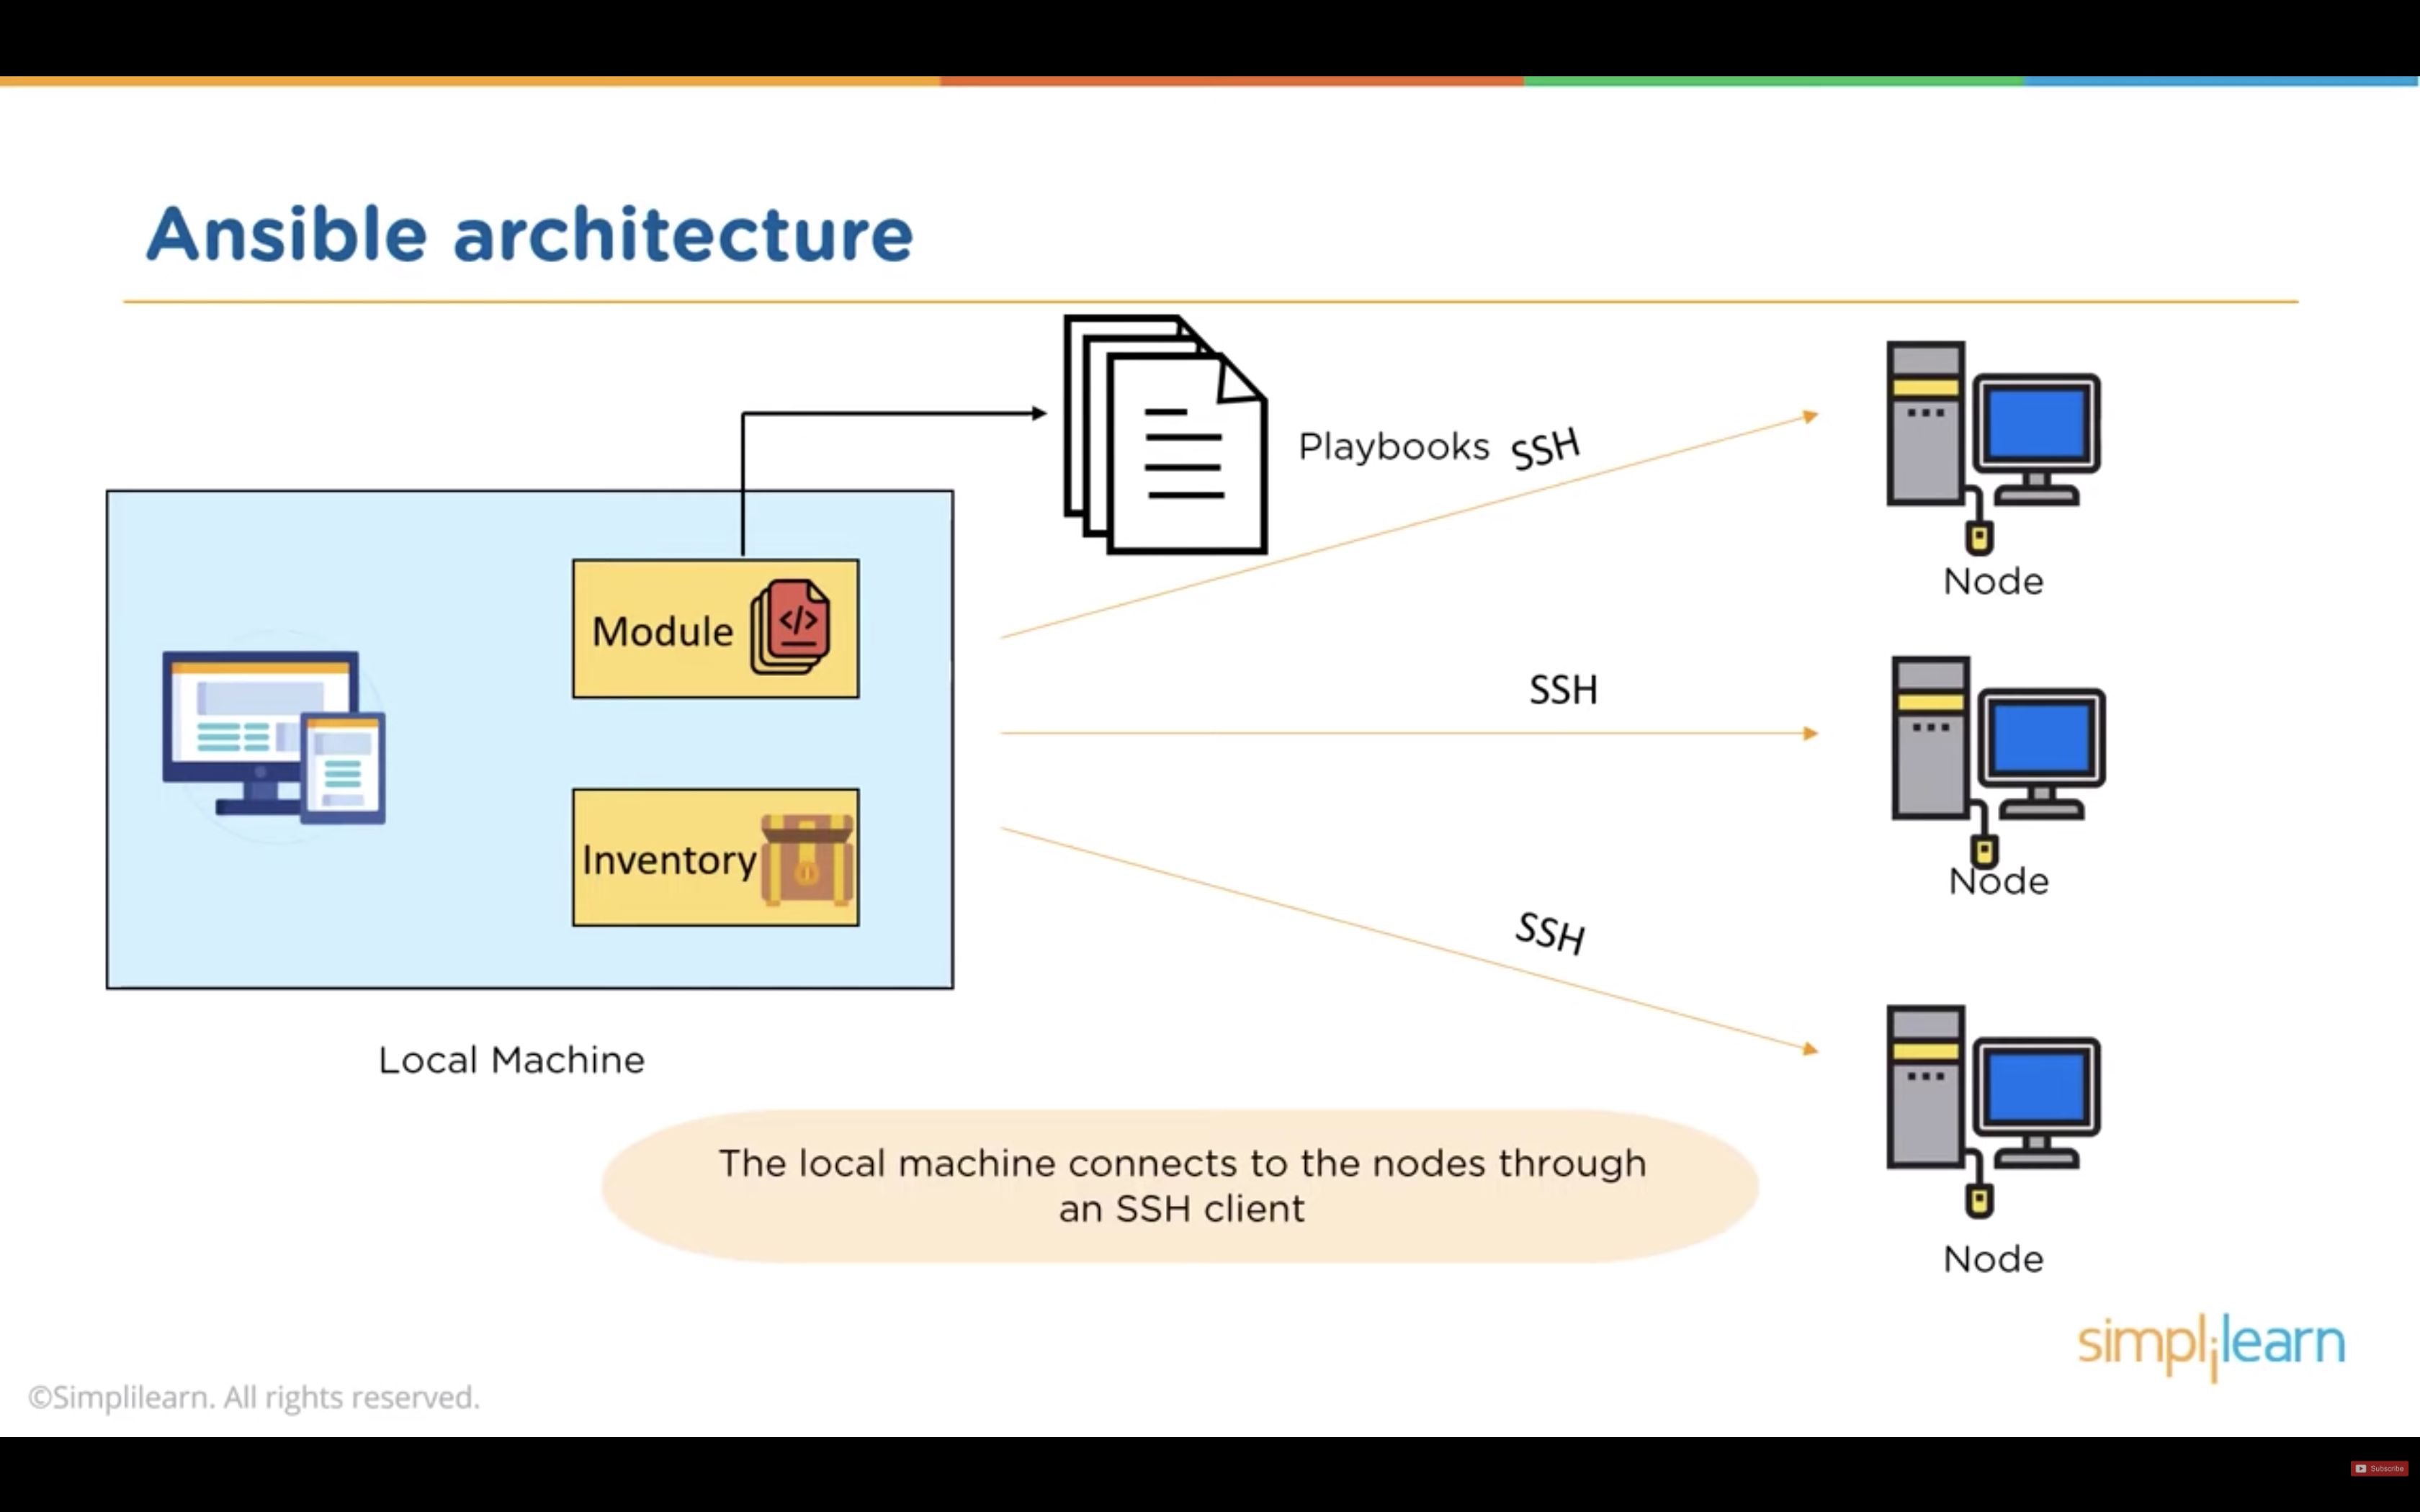 Ansible architecture
Playbooks
SSH
Node
Module
SSH
Node
Inventory
SSH
Node
Local Machine
The local machine connects to the nodes through
an SSH client
simplilearn
©Simplilearn. All rights reserved.
Subscribe